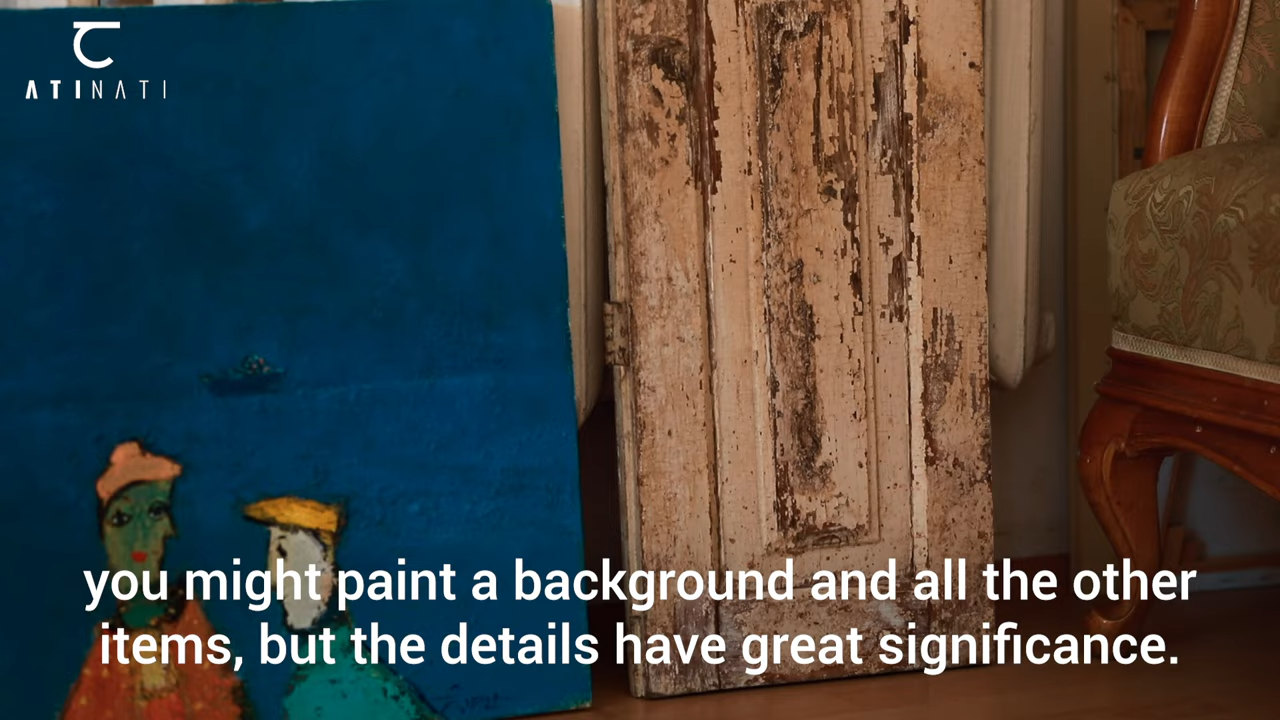 ATINATI
you might paint a background and all the other
items, but the details have great significance.